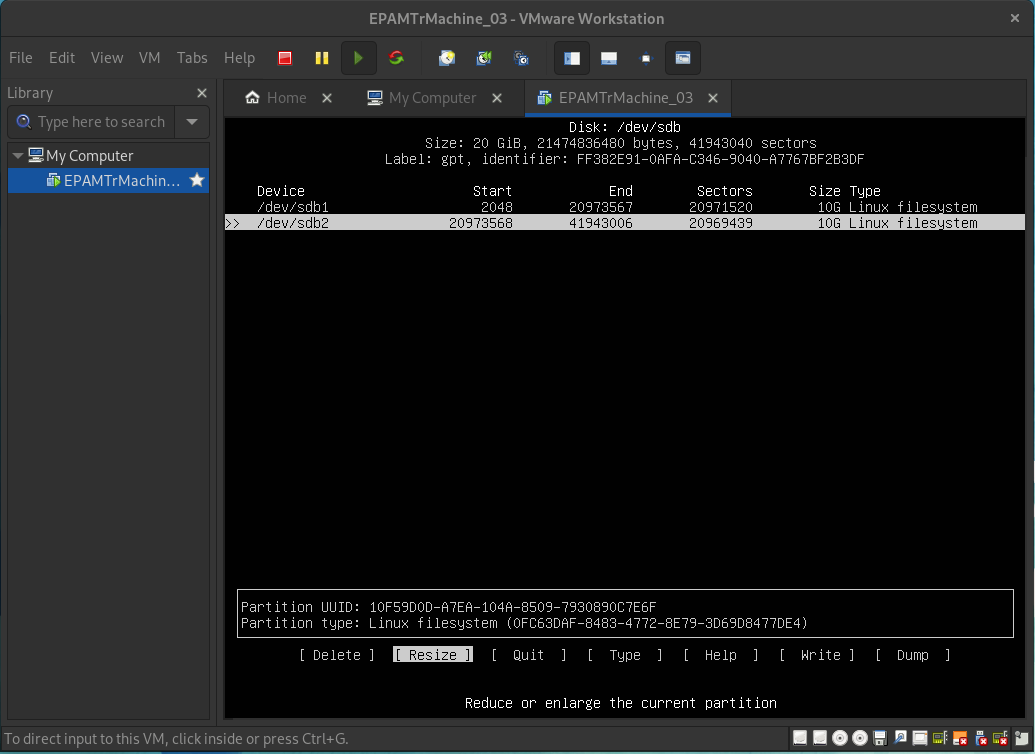 EPAMTrMachine_03 - VMware Workstation
File Edit View VM Tabs Help
Library
Home My Computer EPAMTrMachine_03
Type here to search
My Computer
EPAMTrMachin...
Disk: /dev/sdb
Size: 20 GiB, 21474836480 bytes, 41943040 sectors
Label: gpt, identifier: FF382E91-0AFA-C346-9040-A7767BF2B3DF
Device Start End Sectors Size Type
/dev/sdb1 2048 20973567 20971520 10G Linux filesystem
>> /dev/sdb2 20973568 41943006 20969439 10G Linux filesystem
Partition UUID: 10F59D0D-A7EA-104A-8509-7930890C7E6F
Partition type: Linux filesystem (0FC63DAF-8483-4772-8E79-3D69D8477DE4)
[ Delete ] [ Resize ] [ Quit ] [ Type ] [ Help ] [ Write ] [ Dump ]
Reduce or enlarge the current partition
To direct input to this VM, click inside or press Ctrl+G.